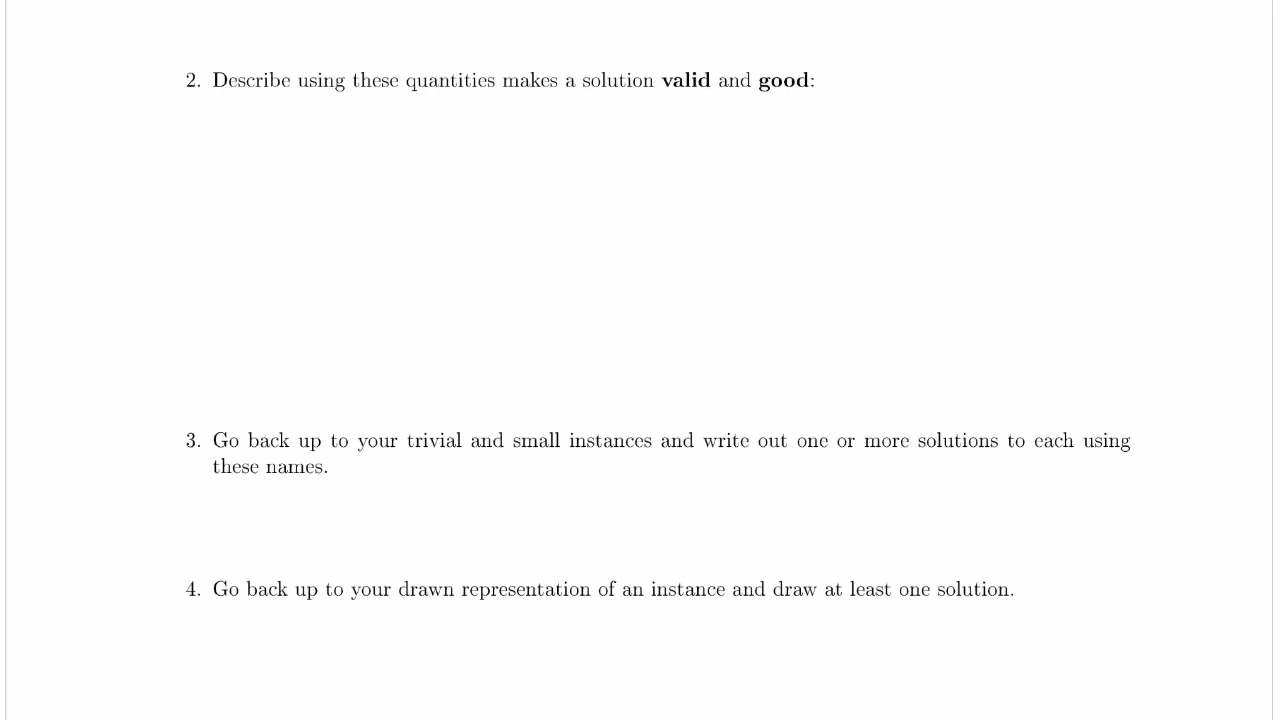 2. Describe using these quantities makes a solution valid and good:
3. Go back up to your trivial and small instances and write out one or more solutions to each using
these names.
4. Go back up to your drawn representation of an instance and draw at least one solution.